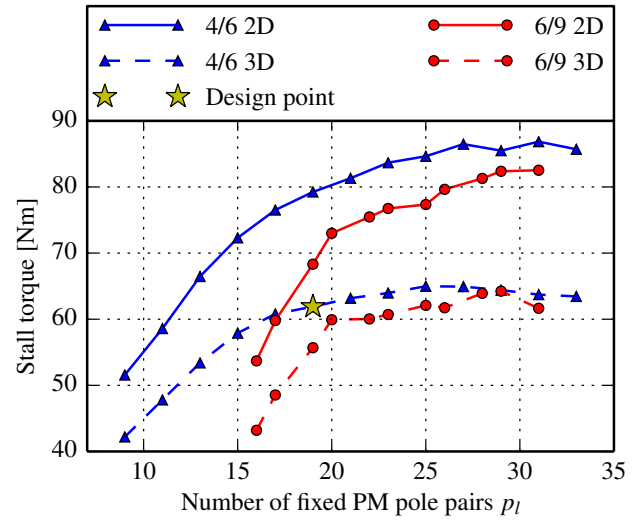 4/6 2D
6/9 2D
4/6 3D
6/9 3D
Design point
90
80
70
60
50
40
Stall torque [Nm]
10
15
20
25
30
35
Number of fixed PM pole pairs p_l